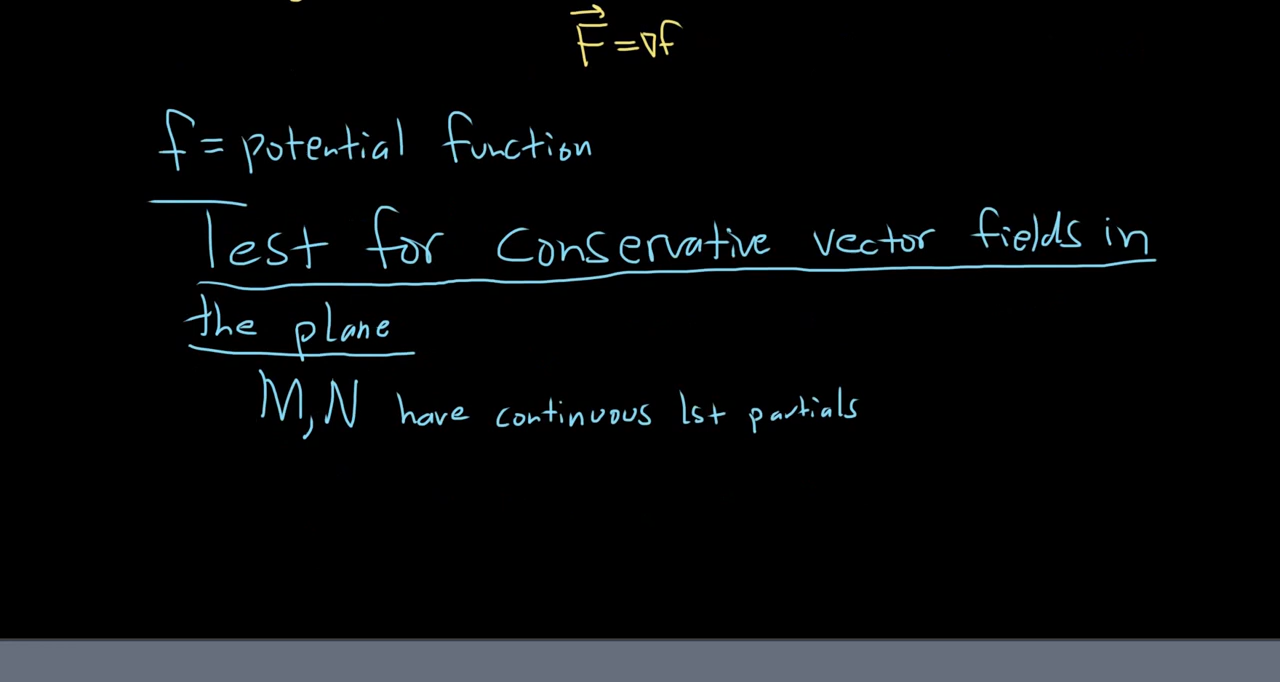 F⃗ = ∇f
f = potential function
Test for conservative vector fields in
the plane
M, N have continuous 1st partials